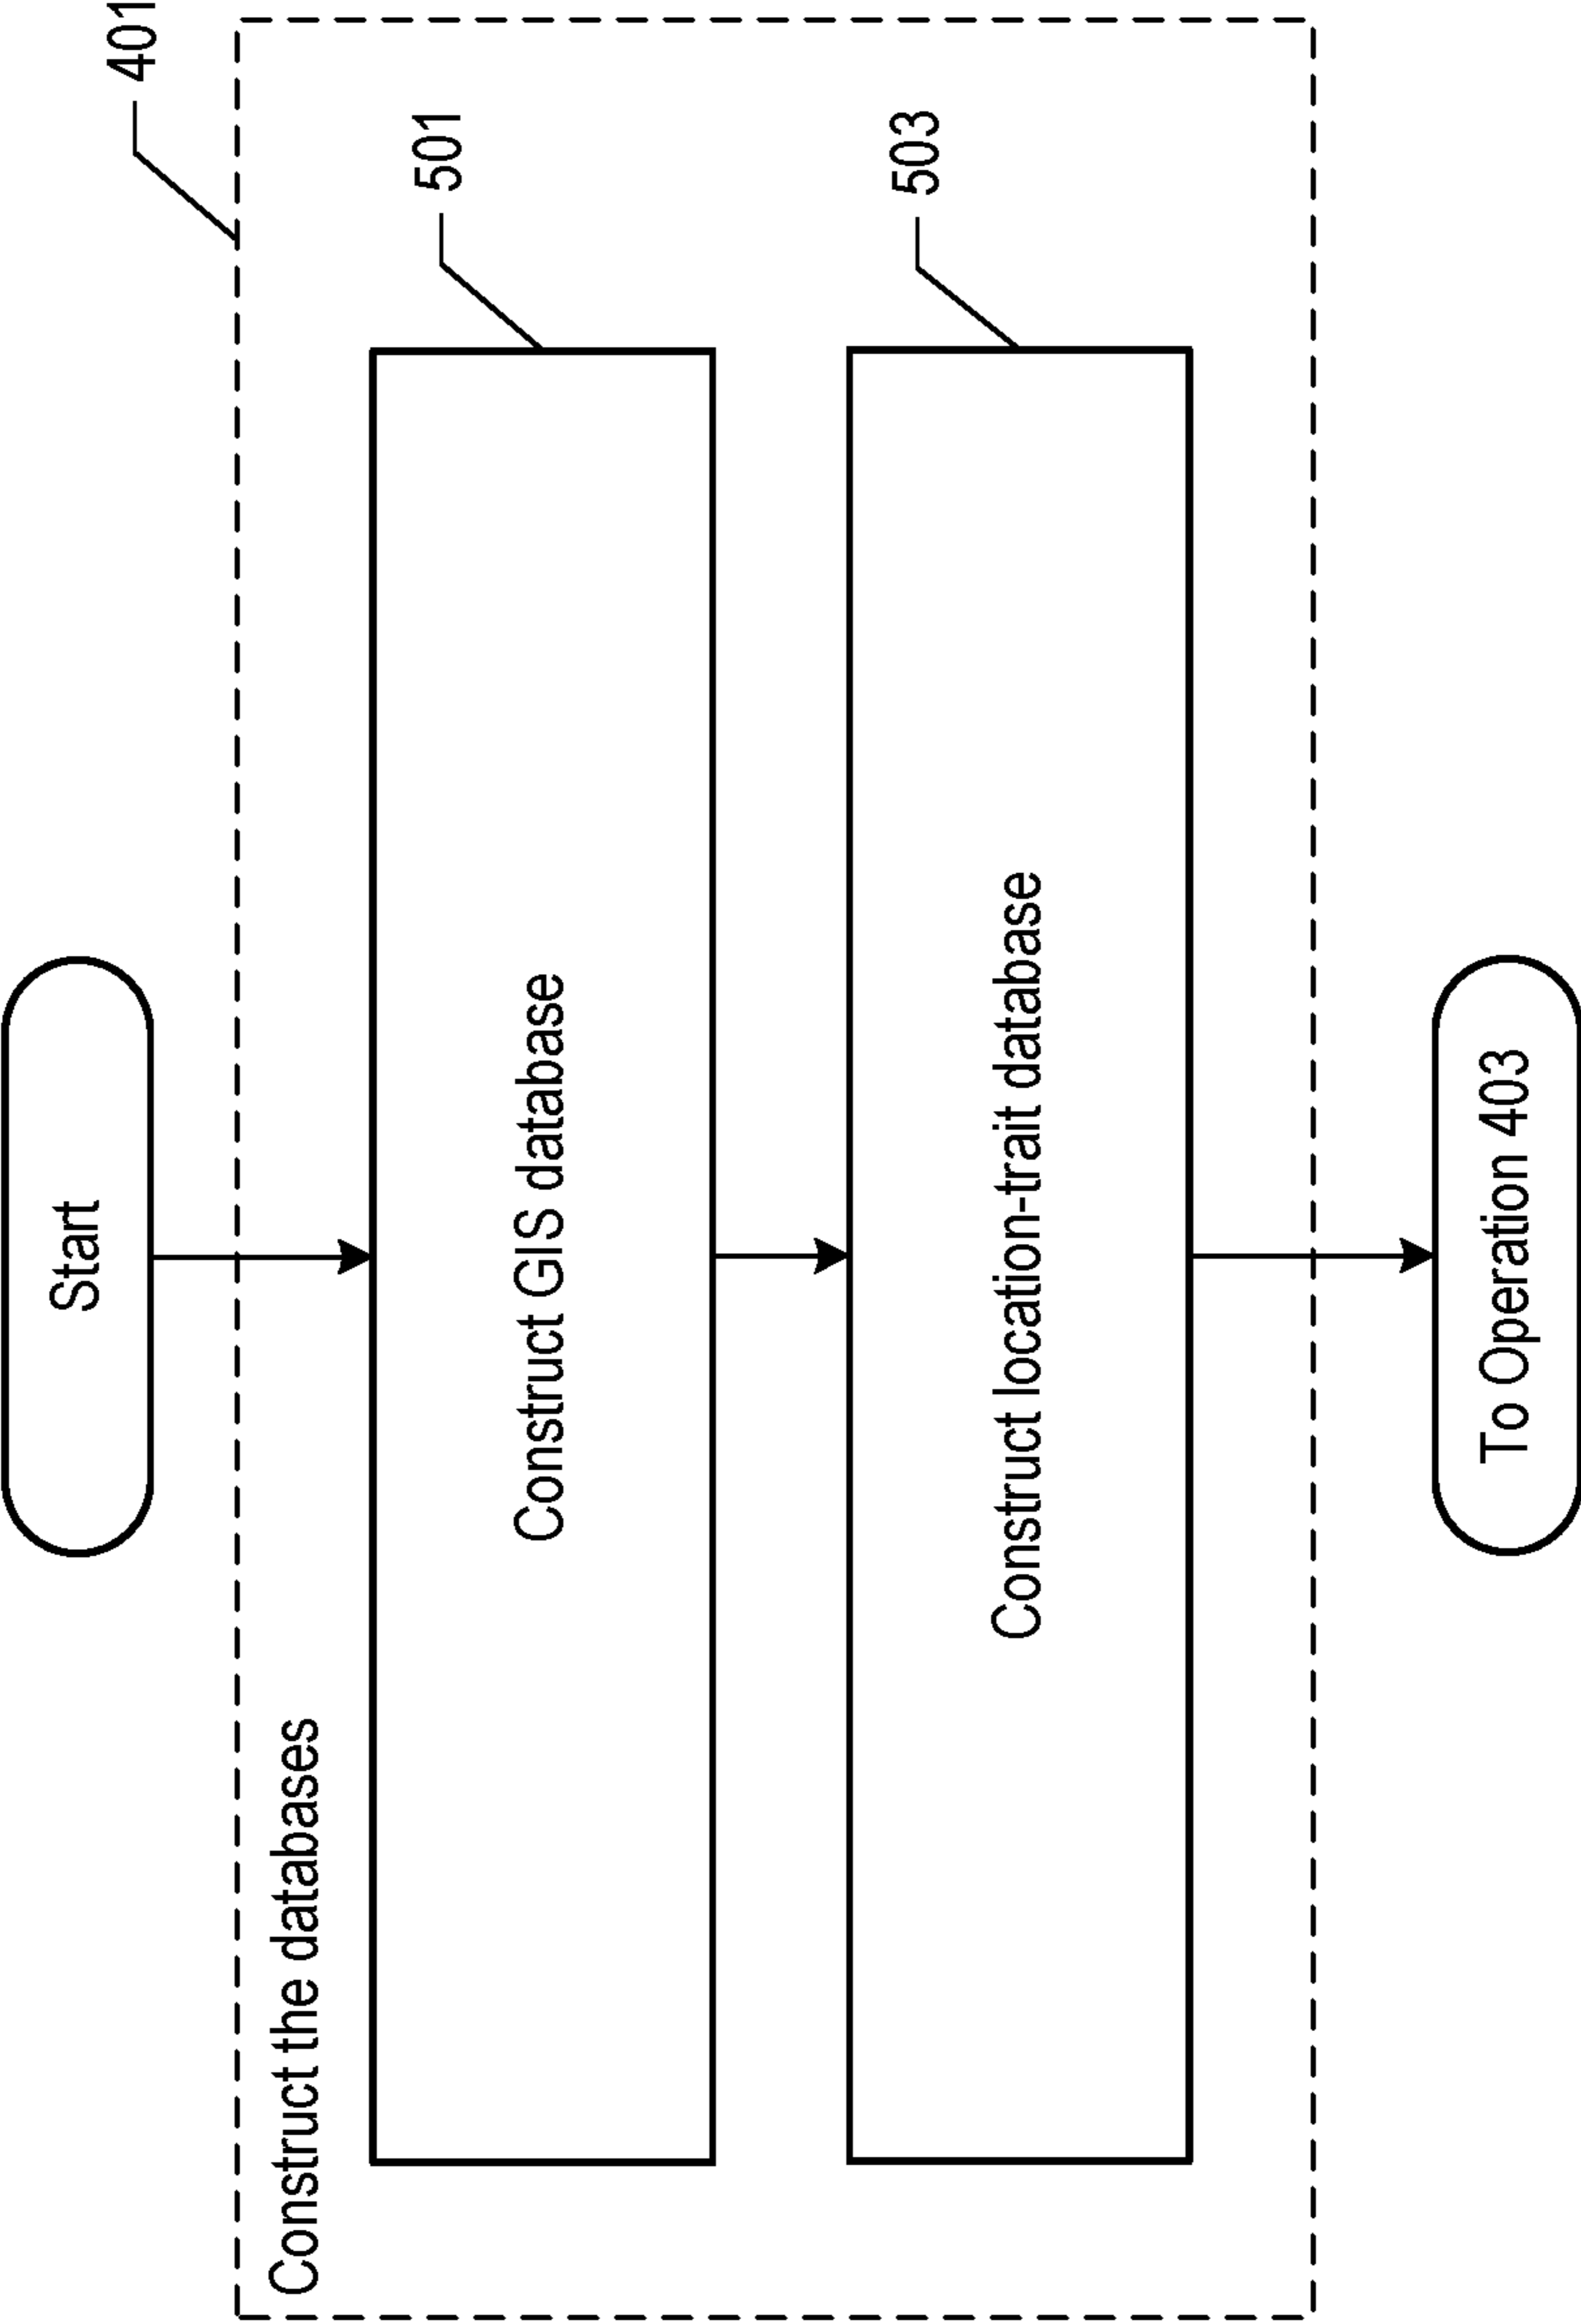 Start
401
Construct the databases
501
Construct GIS database
503
Construct location-trait database
To Operation 403